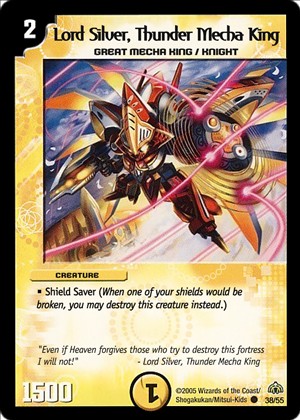 2
Lord Silver, Thunder Mecha King
GREAT MECHA KING / KNIGHT
CREATURE
▪ Shield Saver (When one of your shields would be
broken, you may destroy this creature instead.)
"Even if Heaven forgives those who try to destroy this fortress
I will not!" - Lord Silver, Thunder Mecha King
1500
1
©2005 Wizards of the Coast/
Shogakukan/Mitsui-Kids ● 38/55